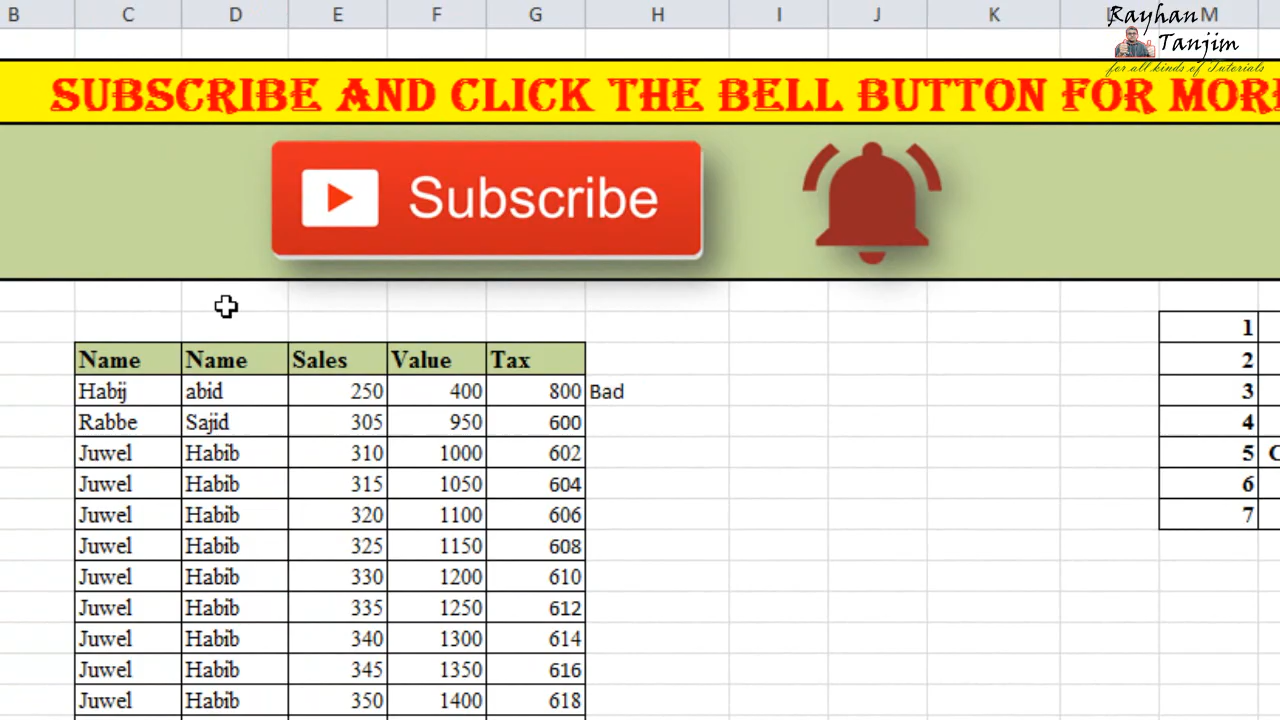 B C D E F G H I J K M
Rayhan
Tanjim
for all kinds of Tutorials
SUBSCRIBE AND CLICK THE BELL BUTTON FOR MOR
Subscribe
1
Name Name Sales Value Tax
2
Habij abid 250 400 800 Bad
3
Rabbe Sajid 305 950 600
4
Juwel Habib 310 1000 602
5 C
Juwel Habib 315 1050 604
6
Juwel Habib 320 1100 606
7
Juwel Habib 325 1150 608
Juwel Habib 330 1200 610
Juwel Habib 335 1250 612
Juwel Habib 340 1300 614
Juwel Habib 345 1350 616
Juwel Habib 350 1400 618